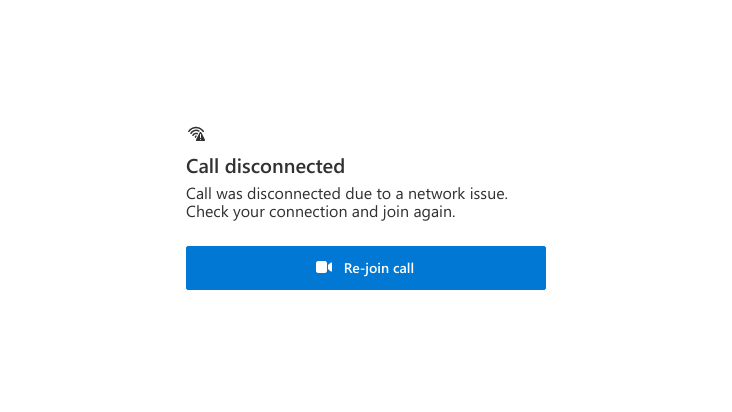 Call disconnected
Call was disconnected due to a network issue.
Check your connection and join again.
Re-join call